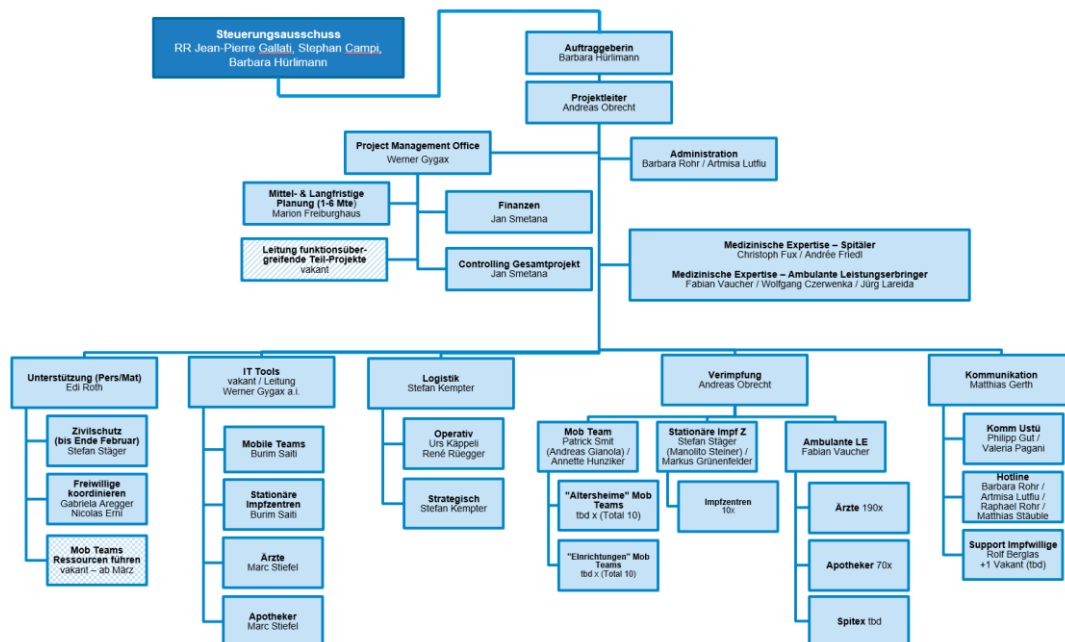 Steuerungsausschuss
RR Jean-Pierre Gallati, Stephan Campi,
Barbara Hürlimann
Auftraggeberin
Barbara Hürlimann
Projektleiter
Andreas Obrecht
Project Management Office
Werner Gygax
Administration
Barbara Rohr / Artmisa Lutfiu
Mittel- & Langfristige
Planung (1-6 Mte)
Marion Freiburghaus
Finanzen
Jan Smetana
Leitung funktionsüber-
greifende Teil-Projekte
vakant
Controlling Gesamtprojekt
Jan Smetana
Medizinische Expertise – Spitäler
Christoph Fux / Andrée Friedl
Medizinische Expertise – Ambulante Leistungserbringer
Fabian Vaucher / Wolfgang Czerwenka / Jürg Lareida
Unterstützung (Pers/Mat)
Edi Roth
Zivilschutz
(bis Ende Februar)
Stefan Stäger
Freiwillige
koordinieren
Gabriela Aregger
Nicolas Erni
Mob Teams
Ressourcen führen
vakant – ab März
IT Tools
vakant / Leitung
Werner Gygax a.i.
Mobile Teams
Burim Saiti
Stationäre
Impfzentren
Burim Saiti
Ärzte
Marc Stiefel
Apotheker
Marc Stiefel
Logistik
Stefan Kempter
Operativ
Urs Käppeli
René Rüegger
Strategisch
Stefan Kempter
Verimpfung
Andreas Obrecht
Mob Team
Patrick Smit
(Andreas Gianola) /
Annette Hunziker
"Altersheime" Mob
Teams
tbd x (Total 10)
"EInrichtungen" Mob
Teams
tbd x (Total 10)
Stationäre Impf Z
Stefan Stäger
(Manolito Steiner) /
Markus Grünenfelder
Impfzentren
10x
Ambulante LE
Fabian Vaucher
Ärzte 190x
Apotheker 70x
Spitex tbd
Kommunikation
Matthias Gerth
Komm Ustü
Philipp Gut /
Valeria Pagani
Hotline
Barbara Rohr /
Artmisa Lutfiu /
Raphael Rohr /
Matthias Stäuble
Support Impfwillige
Rolf Berglas
+1 Vakant (tbd)